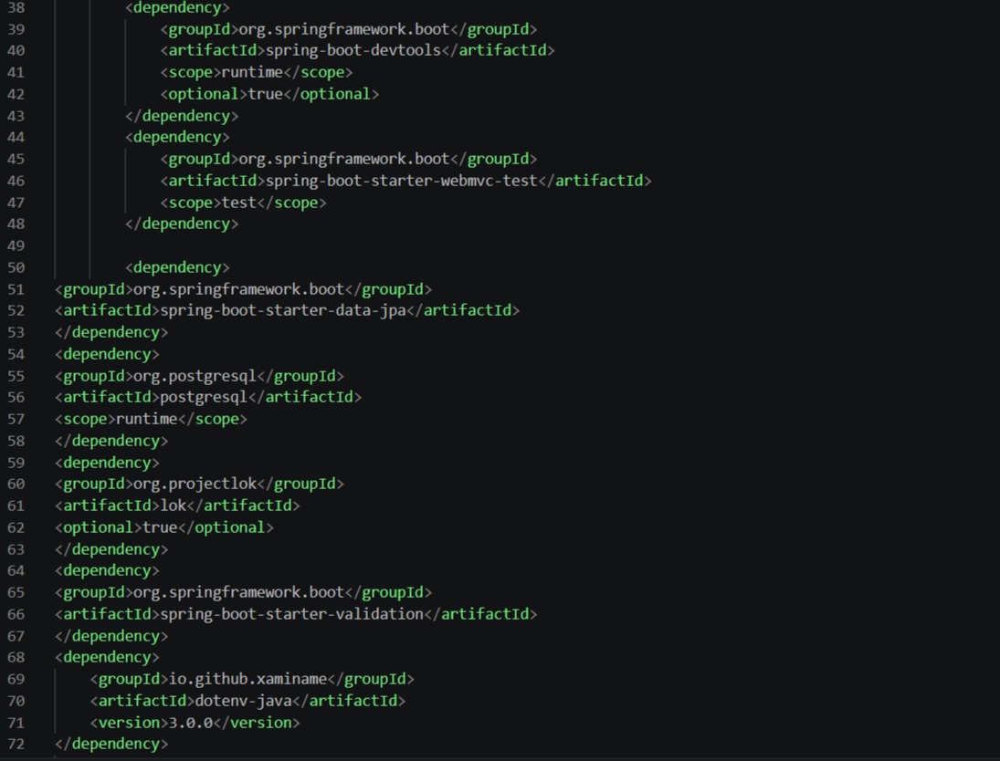 38 <dependency>
39 <groupId>org.springframework.boot</groupId>
40 <artifactId>spring-boot-devtools</artifactId>
41 <scope>runtime</scope>
42 <optional>true</optional>
43 </dependency>
44 <dependency>
45 <groupId>org.springframework.boot</groupId>
46 <artifactId>spring-boot-starter-webmvc-test</artifactId>
47 <scope>test</scope>
48 </dependency>
49
50 <dependency>
51 <groupId>org.springframework.boot</groupId>
52 <artifactId>spring-boot-starter-data-jpa</artifactId>
53 </dependency>
54 <dependency>
55 <groupId>org.postgresql</groupId>
56 <artifactId>postgresql</artifactId>
57 <scope>runtime</scope>
58 </dependency>
59 <dependency>
60 <groupId>org.projectlok</groupId>
61 <artifactId>lok</artifactId>
62 <optional>true</optional>
63 </dependency>
64 <dependency>
65 <groupId>org.springframework.boot</groupId>
66 <artifactId>spring-boot-starter-validation</artifactId>
67 </dependency>
68 <dependency>
69 <groupId>io.github.xaminame</groupId>
70 <artifactId>dotenv-java</artifactId>
71 <version>3.0.0</version>
72 </dependency>